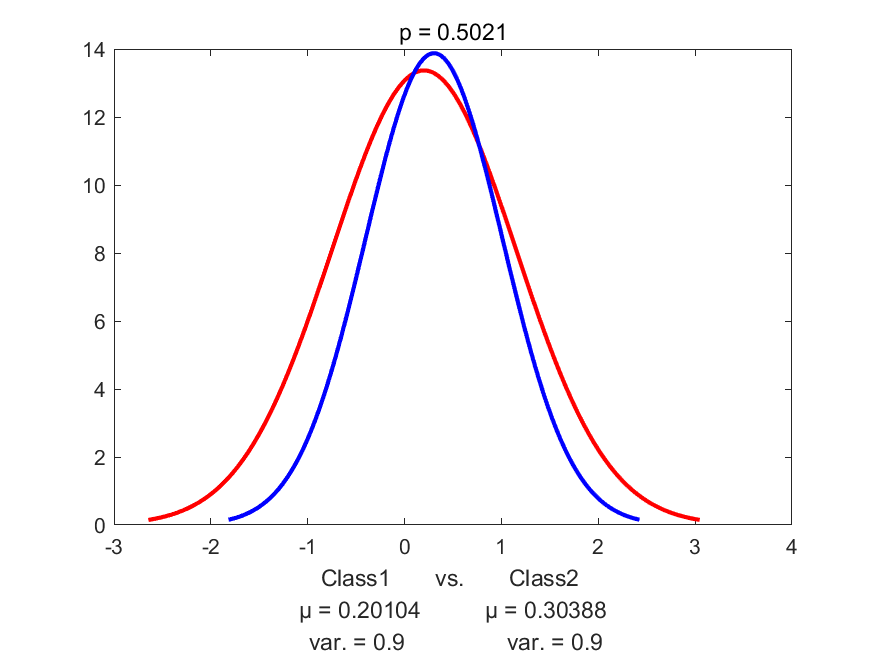 p = 0.5021
14
12
10
8
6
4
2
0
-3 -2 -1 0 1 2 3 4
Class1 vs. Class2
μ = 0.20104 μ = 0.30388
var. = 0.9 var. = 0.9